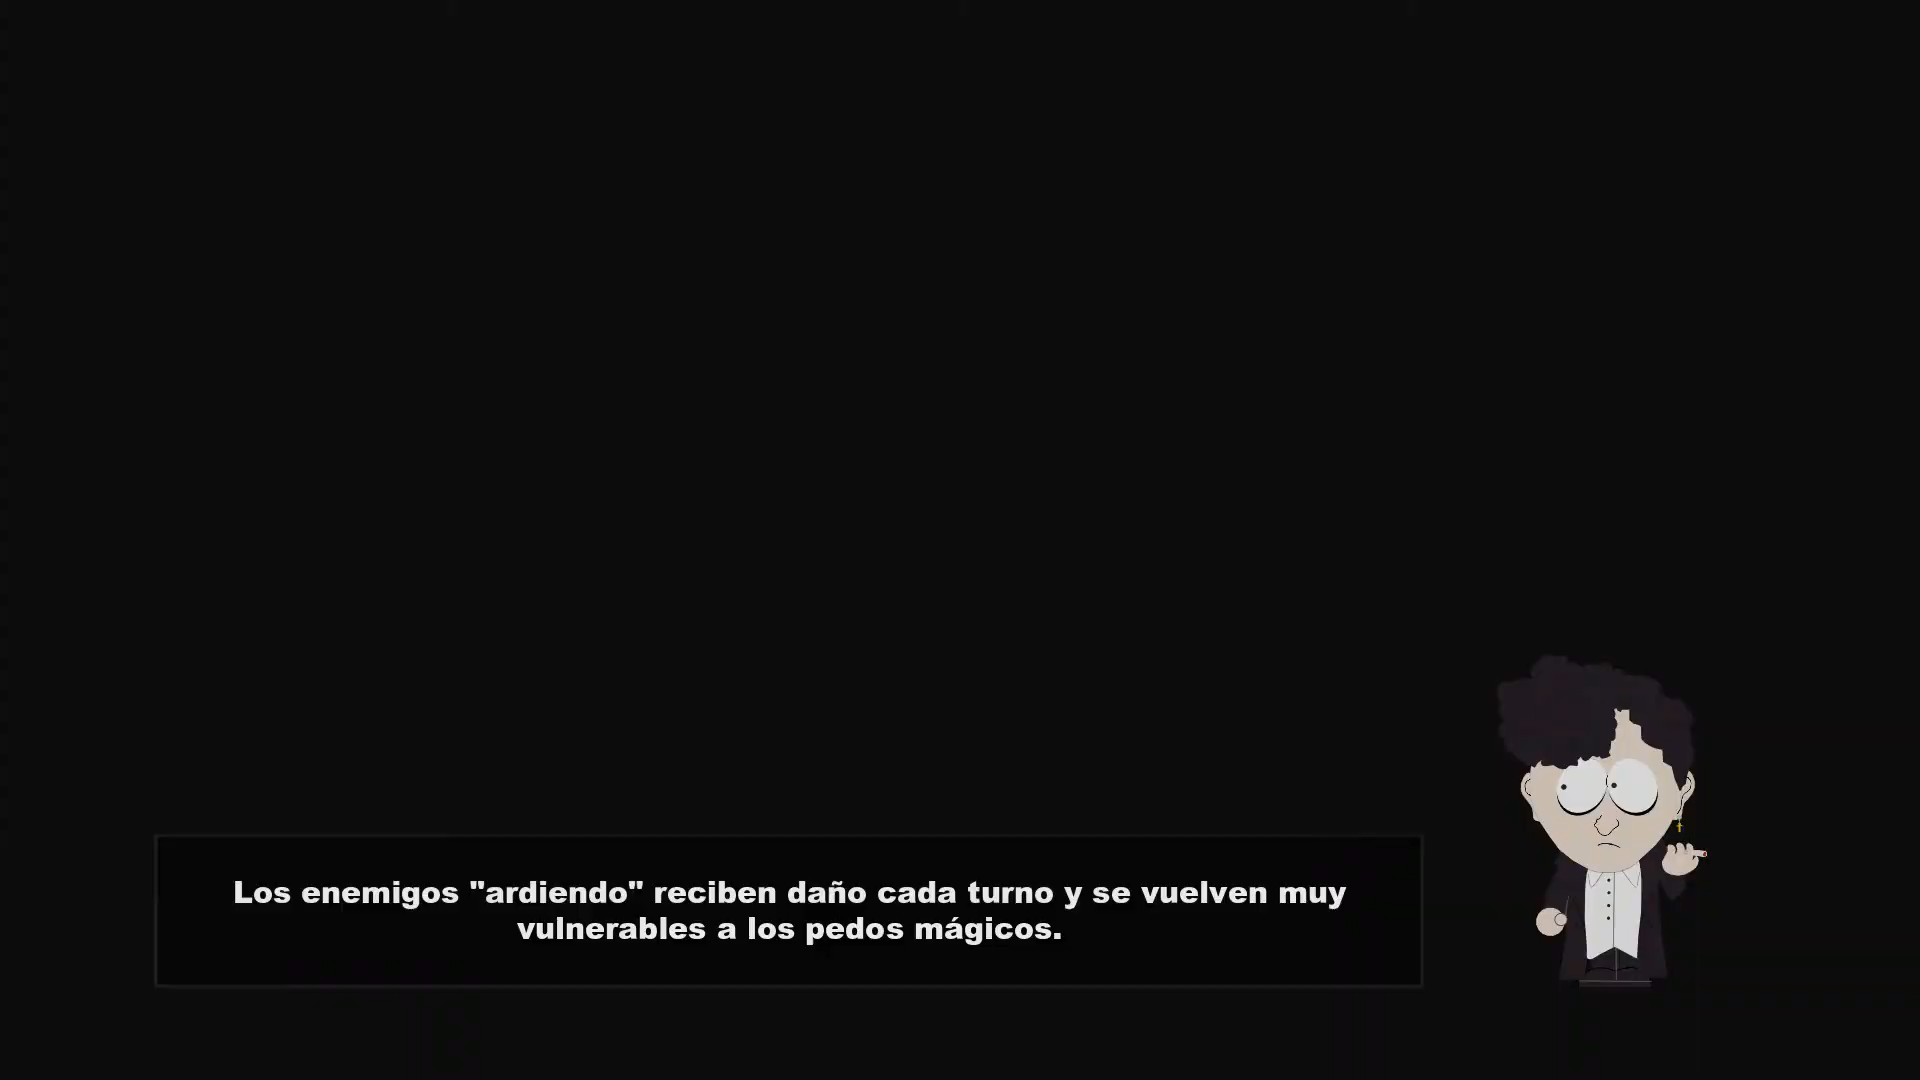 Los enemigos "ardiendo" reciben daño cada turno y se vuelven muy
vulnerables a los pedos mágicos.